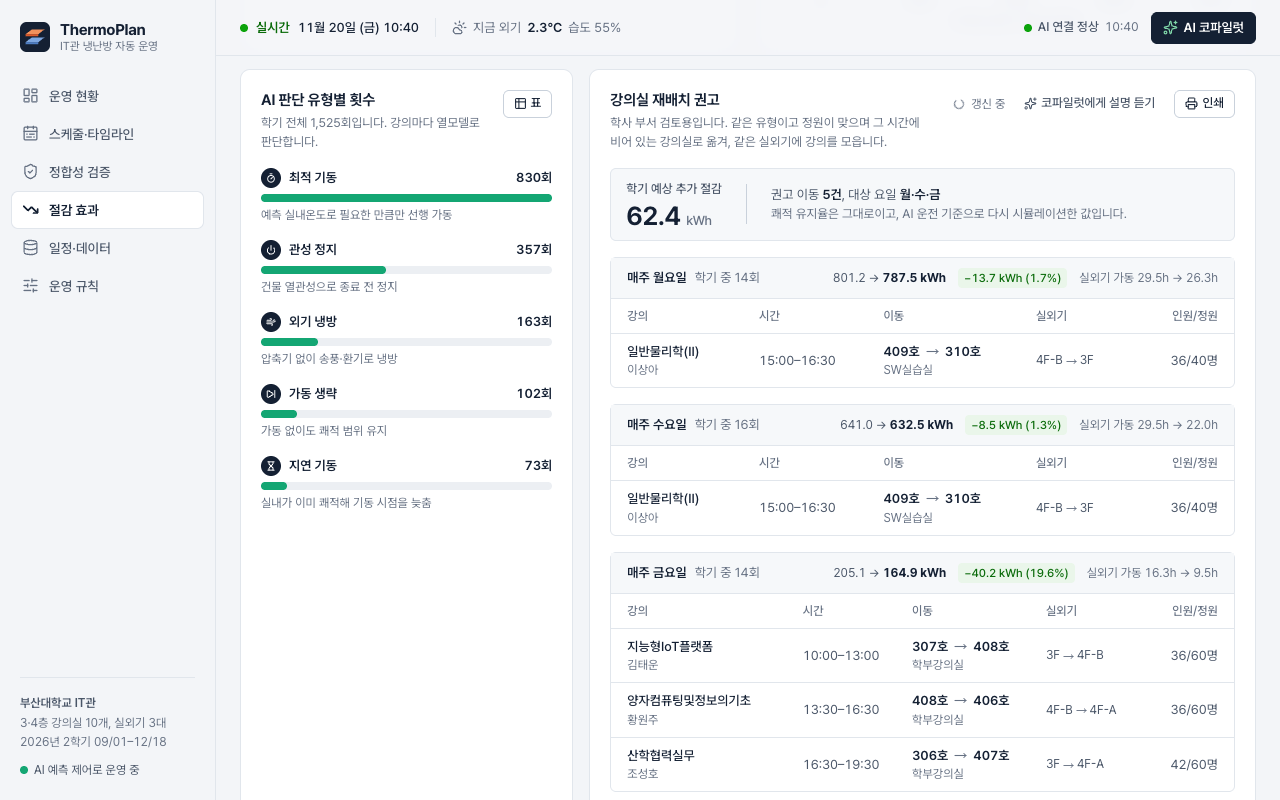 ThermoPlan
IT관 냉난방 자동 운영
운영 현황
스케줄·타임라인
정합성 검증
절감 효과
일정·데이터
운영 규칙
부산대학교 IT관
3·4층 강의실 10개, 실외기 3대
2026년 2학기 09/01–12/18
AI 예측 제어로 운영 중
실시간 11월 20일 (금) 10:40 지금 외기 2.3°C 습도 55%
AI 연결 정상 10:40 AI 코파일럿
AI 판단 유형별 횟수 표
학기 전체 1,525회입니다. 강의마다 열모델로
판단합니다.
최적 기동 830회
예측 실내온도로 필요한 만큼만 선행 가동
관성 정지 357회
건물 열관성으로 종료 전 정지
외기 냉방 163회
압축기 없이 송풍·환기로 냉방
가동 생략 102회
가동 없이도 쾌적 범위 유지
지연 기동 73회
실내가 이미 쾌적해 기동 시점을 늦춤
강의실 재배치 권고 갱신 중 코파일럿에게 설명 듣기 인쇄
학사 부서 검토용입니다. 같은 유형이고 정원이 맞으며 그 시간에
비어 있는 강의실로 옮겨, 같은 실외기에 강의를 모읍니다.
학기 예상 추가 절감
62.4 kWh
권고 이동 5건, 대상 요일 월·수·금
쾌적 유지율은 그대로이고, AI 운전 기준으로 다시 시뮬레이션한 값입니다.
매주 월요일 학기 중 14회 801.2 → 787.5 kWh −13.7 kWh (1.7%) 실외기 가동 29.5h → 26.3h
강의 시간 이동 실외기 인원/정원
일반물리학(II) 15:00–16:30 409호 → 310호 4F-B → 3F 36/40명
이상아 SW실습실
매주 수요일 학기 중 16회 641.0 → 632.5 kWh −8.5 kWh (1.3%) 실외기 가동 29.5h → 22.0h
강의 시간 이동 실외기 인원/정원
일반물리학(II) 15:00–16:30 409호 → 310호 4F-B → 3F 36/40명
이상아 SW실습실
매주 금요일 학기 중 14회 205.1 → 164.9 kWh −40.2 kWh (19.6%) 실외기 가동 16.3h → 9.5h
강의 시간 이동 실외기 인원/정원
지능형IoT플랫폼 10:00–13:00 307호 → 408호 3F → 4F-B 36/60명
김태운 학부강의실
양자컴퓨팅및정보의기초 13:30–16:30 408호 → 406호 4F-B → 4F-A 36/60명
황원주 학부강의실
산학협력실무 16:30–19:30 306호 → 407호 3F → 4F-A 42/60명
조성호 학부강의실